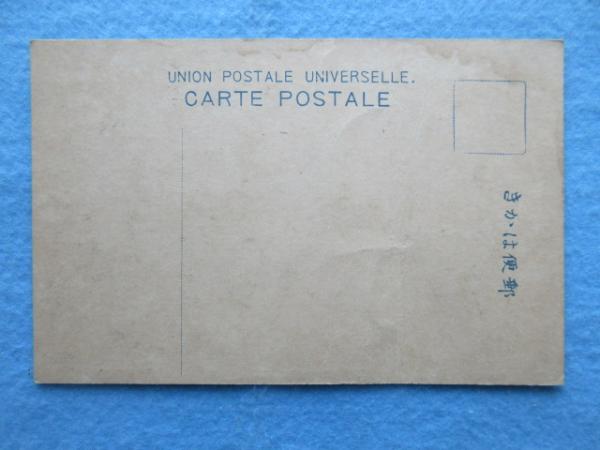 UNION POSTALE UNIVERSELLE.
CARTE POSTALE
きかは便郵